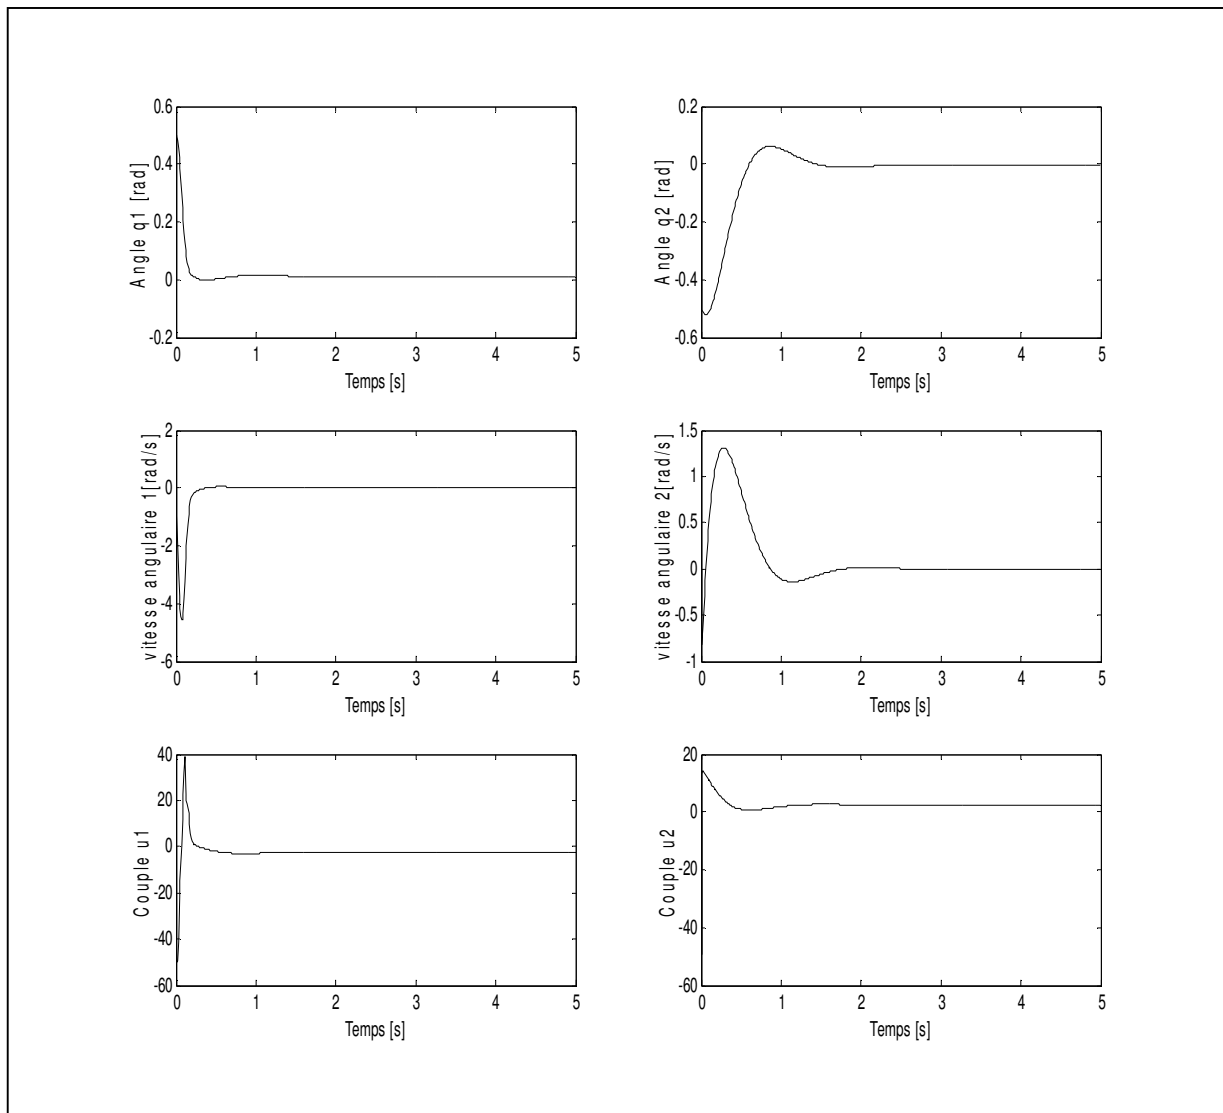 0.6
0.4
0.2
0
-0.2
Angle q1 [rad]
0 1 2 3 4 5
Temps [s]
0.2
0
-0.2
-0.4
-0.6
Angle q2 [rad]
0 1 2 3 4 5
Temps [s]
2
0
-2
-4
-6
vitesse angulaire 1[rad/s]
0 1 2 3 4 5
Temps [s]
1.5
1
0.5
0
-0.5
-1
vitesse angulaire 2[rad/s]
0 1 2 3 4 5
Temps [s]
40
20
0
-20
-40
-60
Couple u1
0 1 2 3 4 5
Temps [s]
20
0
-20
-40
-60
Couple u2
0 1 2 3 4 5
Temps [s]